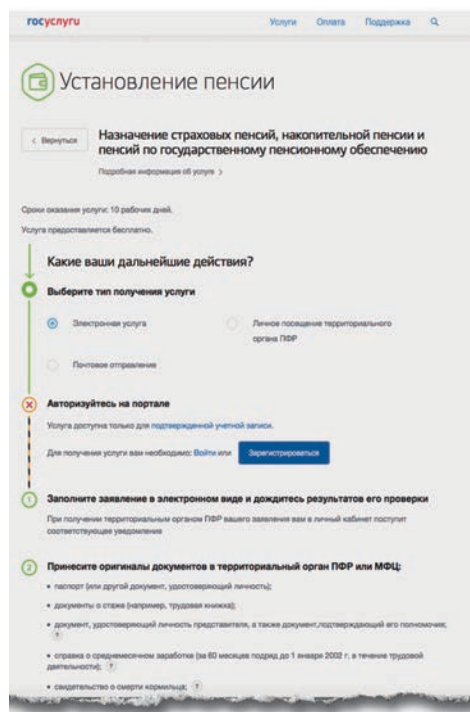 госуслуги Услуги Оплата Поддержка
Установление пенсии
< Вернуться
Назначение страховых пенсий, накопительной пенсии и
пенсий по государственному пенсионному обеспечению
Подробная информация об услуге >
Сроки оказания услуги: 10 рабочих дней.
Услуга предоставляется бесплатно.
Какие ваши дальнейшие действия?
Выберите тип получения услуги
Электронная услуга
Личное посещение территориального
органа ПФР
Почтовое отправление
Авторизуйтесь на портале
Услуга доступна только для подтвержденной учетной записи.
Для получения услуги вам необходимо: Войти или Зарегистрироваться
1 Заполните заявление в электронном виде и дождитесь результатов его проверки
При получении территориальным органом ПФР вашего заявления вам в личный кабинет поступит
соответствующее уведомление
2 Принесите оригиналы документов в территориальный орган ПФР или МФЦ:
• паспорт (или другой документ, удостоверяющий личность);
• документы о стаже (например, трудовая книжка);
• документ, удостоверяющий личность представителя, а также документ,подтверждающий его полномочия;
?
• справка о среднемесячном заработке (за 60 месяцев подряд до 1 января 2002 г. в течение трудовой
деятельности); ?
• свидетельство о смерти кормильца; ?